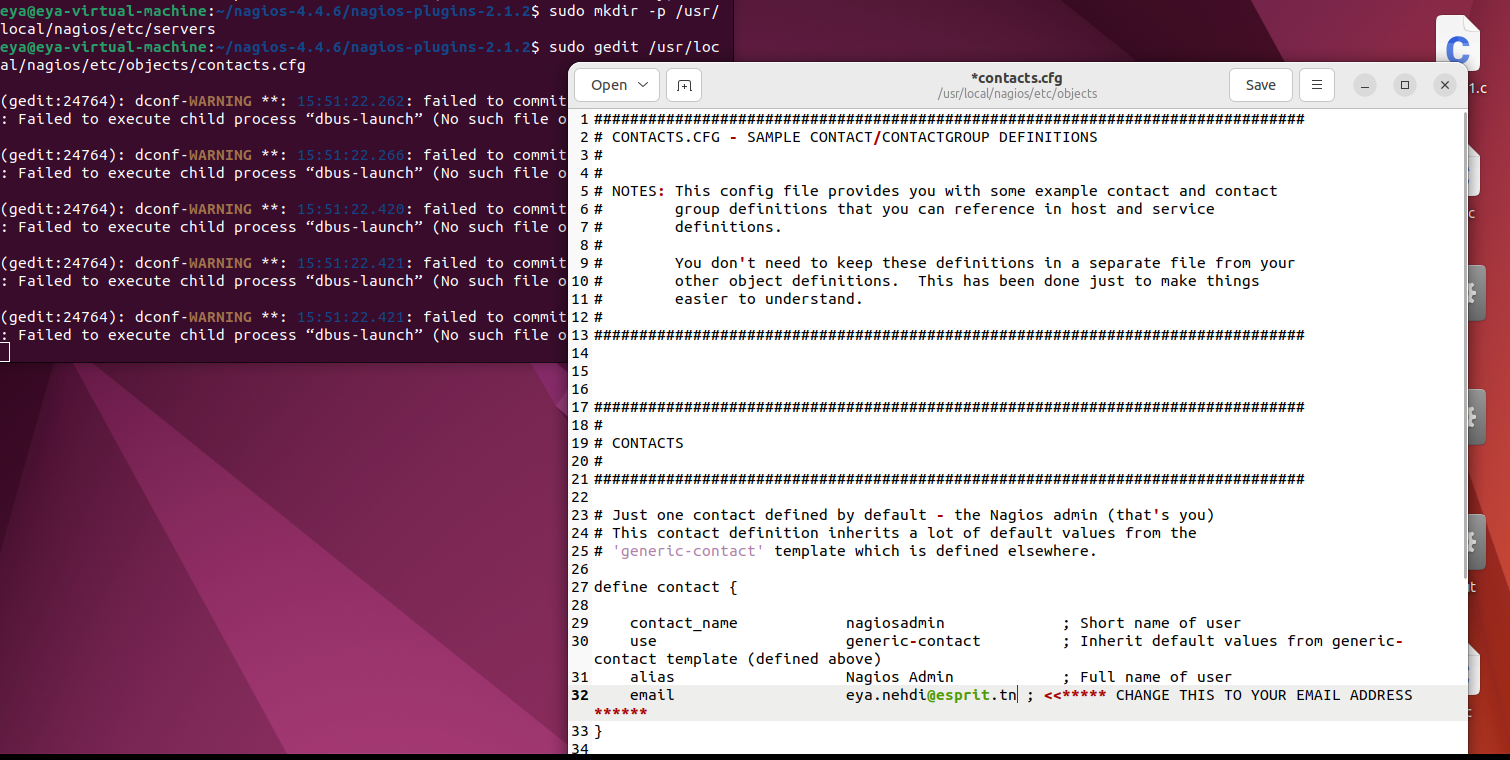 eya@eya-virtual-machine:~/nagios-4.4.6/nagios-plugins-2.1.2$ sudo mkdir -p /usr/
local/nagios/etc/servers
eya@eya-virtual-machine:~/nagios-4.4.6/nagios-plugins-2.1.2$ sudo gedit /usr/loc
al/nagios/etc/objects/contacts.cfg
(gedit:24764): dconf-WARNING **: 15:51:22.262: failed to commit
: Failed to execute child process “dbus-launch” (No such file o
(gedit:24764): dconf-WARNING **: 15:51:22.266: failed to commit
: Failed to execute child process “dbus-launch” (No such file o
(gedit:24764): dconf-WARNING **: 15:51:22.420: failed to commit
: Failed to execute child process “dbus-launch” (No such file o
(gedit:24764): dconf-WARNING **: 15:51:22.421: failed to commit
: Failed to execute child process “dbus-launch” (No such file o
(gedit:24764): dconf-WARNING **: 15:51:22.421: failed to commit
: Failed to execute child process “dbus-launch” (No such file o
Open
*contacts.cfg
/usr/local/nagios/etc/objects
Save
1 ###############################################################################
2 # CONTACTS.CFG - SAMPLE CONTACT/CONTACTGROUP DEFINITIONS
3 #
4 #
5 # NOTES: This config file provides you with some example contact and contact
6 #        group definitions that you can reference in host and service
7 #        definitions.
8 #
9 #        You don't need to keep these definitions in a separate file from your
10 #        other object definitions.  This has been done just to make things
11 #        easier to understand.
12 #
13 ###############################################################################
14
15
16
17 ###############################################################################
18 #
19 # CONTACTS
20 #
21 ###############################################################################
22
23 # Just one contact defined by default - the Nagios admin (that's you)
24 # This contact definition inherits a lot of default values from the
25 # 'generic-contact' template which is defined elsewhere.
26
27 define contact {
28
29     contact_name            nagiosadmin             ; Short name of user
30     use                     generic-contact         ; Inherit default values from generic-
contact template (defined above)
31     alias                   Nagios Admin            ; Full name of user
32     email                   eya.nehdi@esprit.tn ; <<***** CHANGE THIS TO YOUR EMAIL ADDRESS
******
33 }
34
C
1.c
c